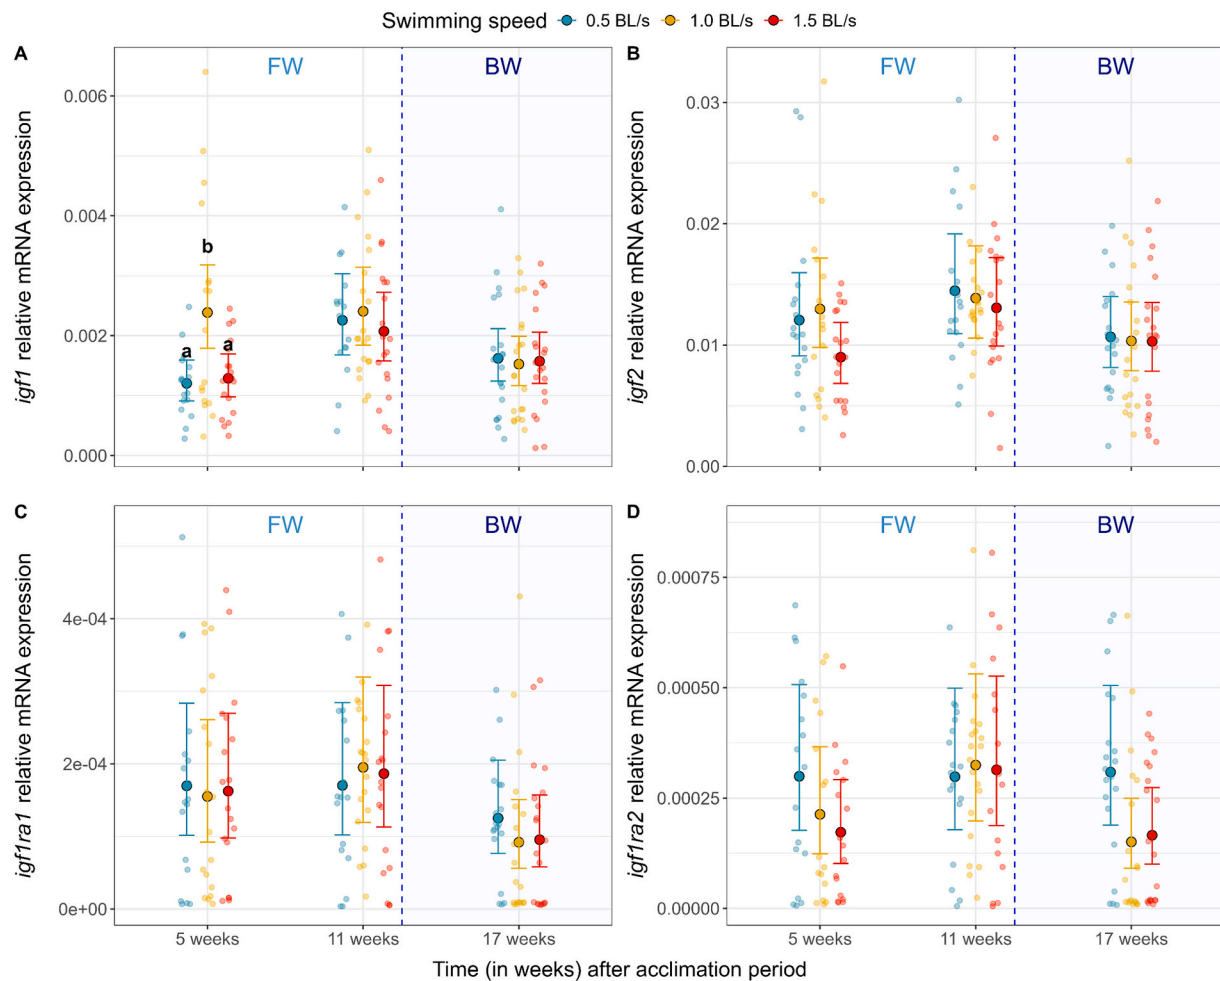 Swimming speed 0.5 BL/s 1.0 BL/s 1.5 BL/s
A
FW BW
igf1 relative mRNA expression
0.006
0.004
0.002
0.000
a b a
B
FW BW
igf2 relative mRNA expression
0.03
0.02
0.01
0.00
C
FW BW
igf1ra1 relative mRNA expression
4e-04
2e-04
0e+00
5 weeks 11 weeks 17 weeks
D
FW BW
igf1ra2 relative mRNA expression
0.00075
0.00050
0.00025
0.00000
5 weeks 11 weeks 17 weeks
Time (in weeks) after acclimation period